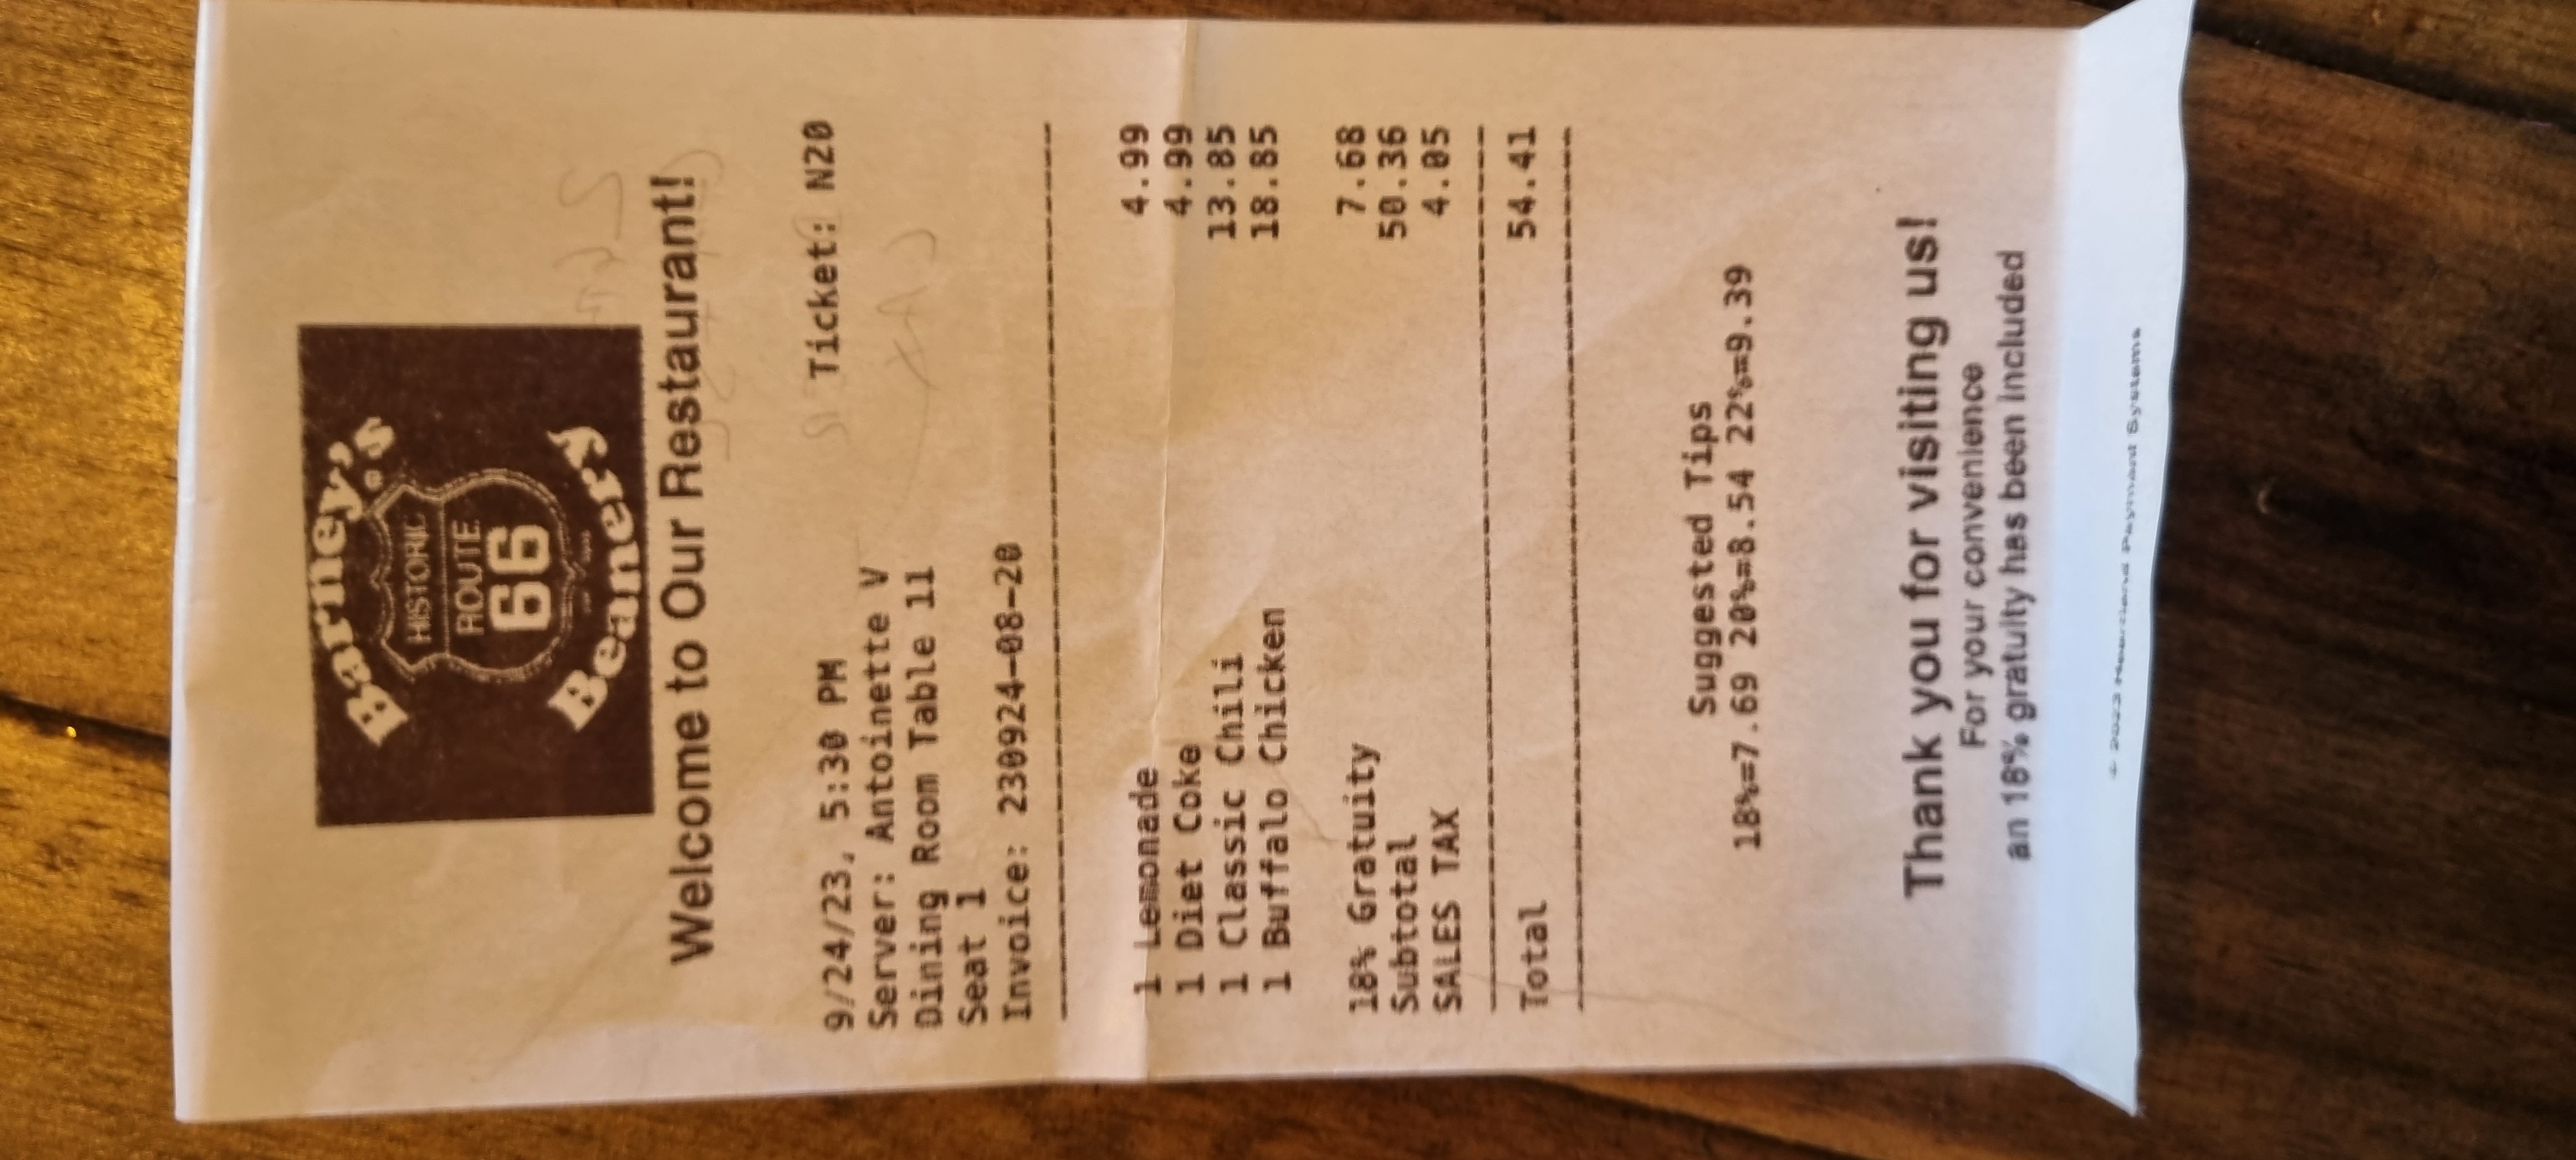 Barney's
HISTORIC
ROUTE
66
Beanery
Welcome to Our Restaurant!
9/24/23, 5:30 PM Ticket: N20
Server: Antoinette V
Dining Room Table 11
Seat 1
Invoice: 230924-08-20
1 Lemonade 4.99
1 Diet Coke 4.99
1 Classic Chili 13.85
1 Buffalo Chicken 18.85
18% Gratuity 7.68
Subtotal 50.36
SALES TAX 4.05
Total 54.41
Suggested Tips
18%=7.69 20%=8.54 22%=9.39
Thank you for visiting us!
For your convenience
an 18% gratuity has been included
© 2023 Heartland Payment Systems